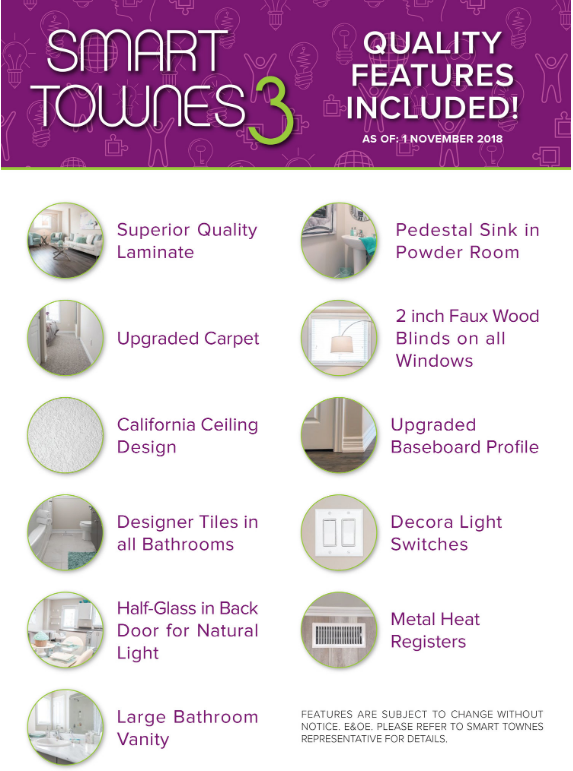 SMART
TOWNES 3
QUALITY
FEATURES
INCLUDED!
AS OF: 1 NOVEMBER 2018
Superior Quality
Laminate
Upgraded Carpet
California Ceiling
Design
Designer Tiles in
all Bathrooms
Half-Glass in Back
Door for Natural
Light
Large Bathroom
Vanity
Pedestal Sink in
Powder Room
2 inch Faux Wood
Blinds on all
Windows
Upgraded
Baseboard Profile
Decora Light
Switches
Metal Heat
Registers
FEATURES ARE SUBJECT TO CHANGE WITHOUT
NOTICE. E&OE. PLEASE REFER TO SMART TOWNES
REPRESENTATIVE FOR DETAILS.